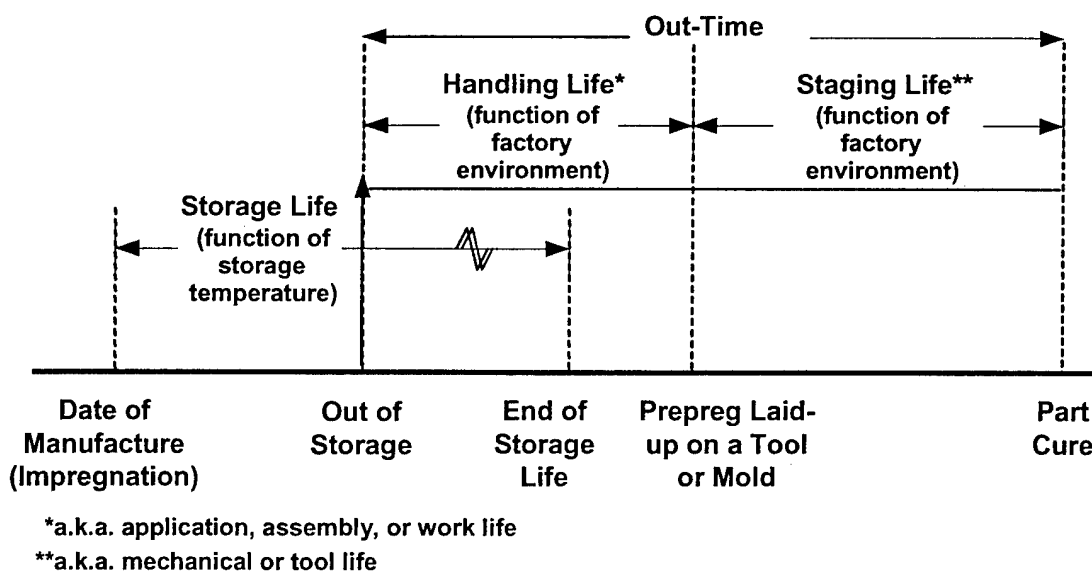 Out-Time
Handling Life*
(function of
factory
environment)
Staging Life**
(function of
factory
environment)
Storage Life
(function of
storage
temperature)
Date of
Manufacture
(Impregnation)
Out of
Storage
End of
Storage
Life
Prepreg Laid-
up on a Tool
or Mold
Part
Cure
*a.k.a. application, assembly, or work life
**a.k.a. mechanical or tool life